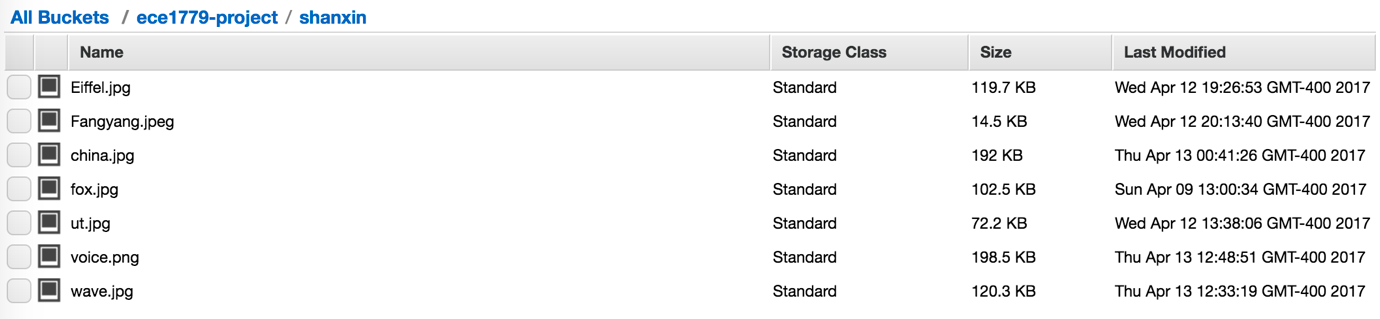 All Buckets / ece1779-project / shanxin
Name Storage Class Size Last Modified
Eiffel.jpg Standard 119.7 KB Wed Apr 12 19:26:53 GMT-400 2017
Fangyang.jpeg Standard 14.5 KB Wed Apr 12 20:13:40 GMT-400 2017
china.jpg Standard 192 KB Thu Apr 13 00:41:26 GMT-400 2017
fox.jpg Standard 102.5 KB Sun Apr 09 13:00:34 GMT-400 2017
ut.jpg Standard 72.2 KB Wed Apr 12 13:38:06 GMT-400 2017
voice.png Standard 198.5 KB Thu Apr 13 12:48:51 GMT-400 2017
wave.jpg Standard 120.3 KB Thu Apr 13 12:33:19 GMT-400 2017